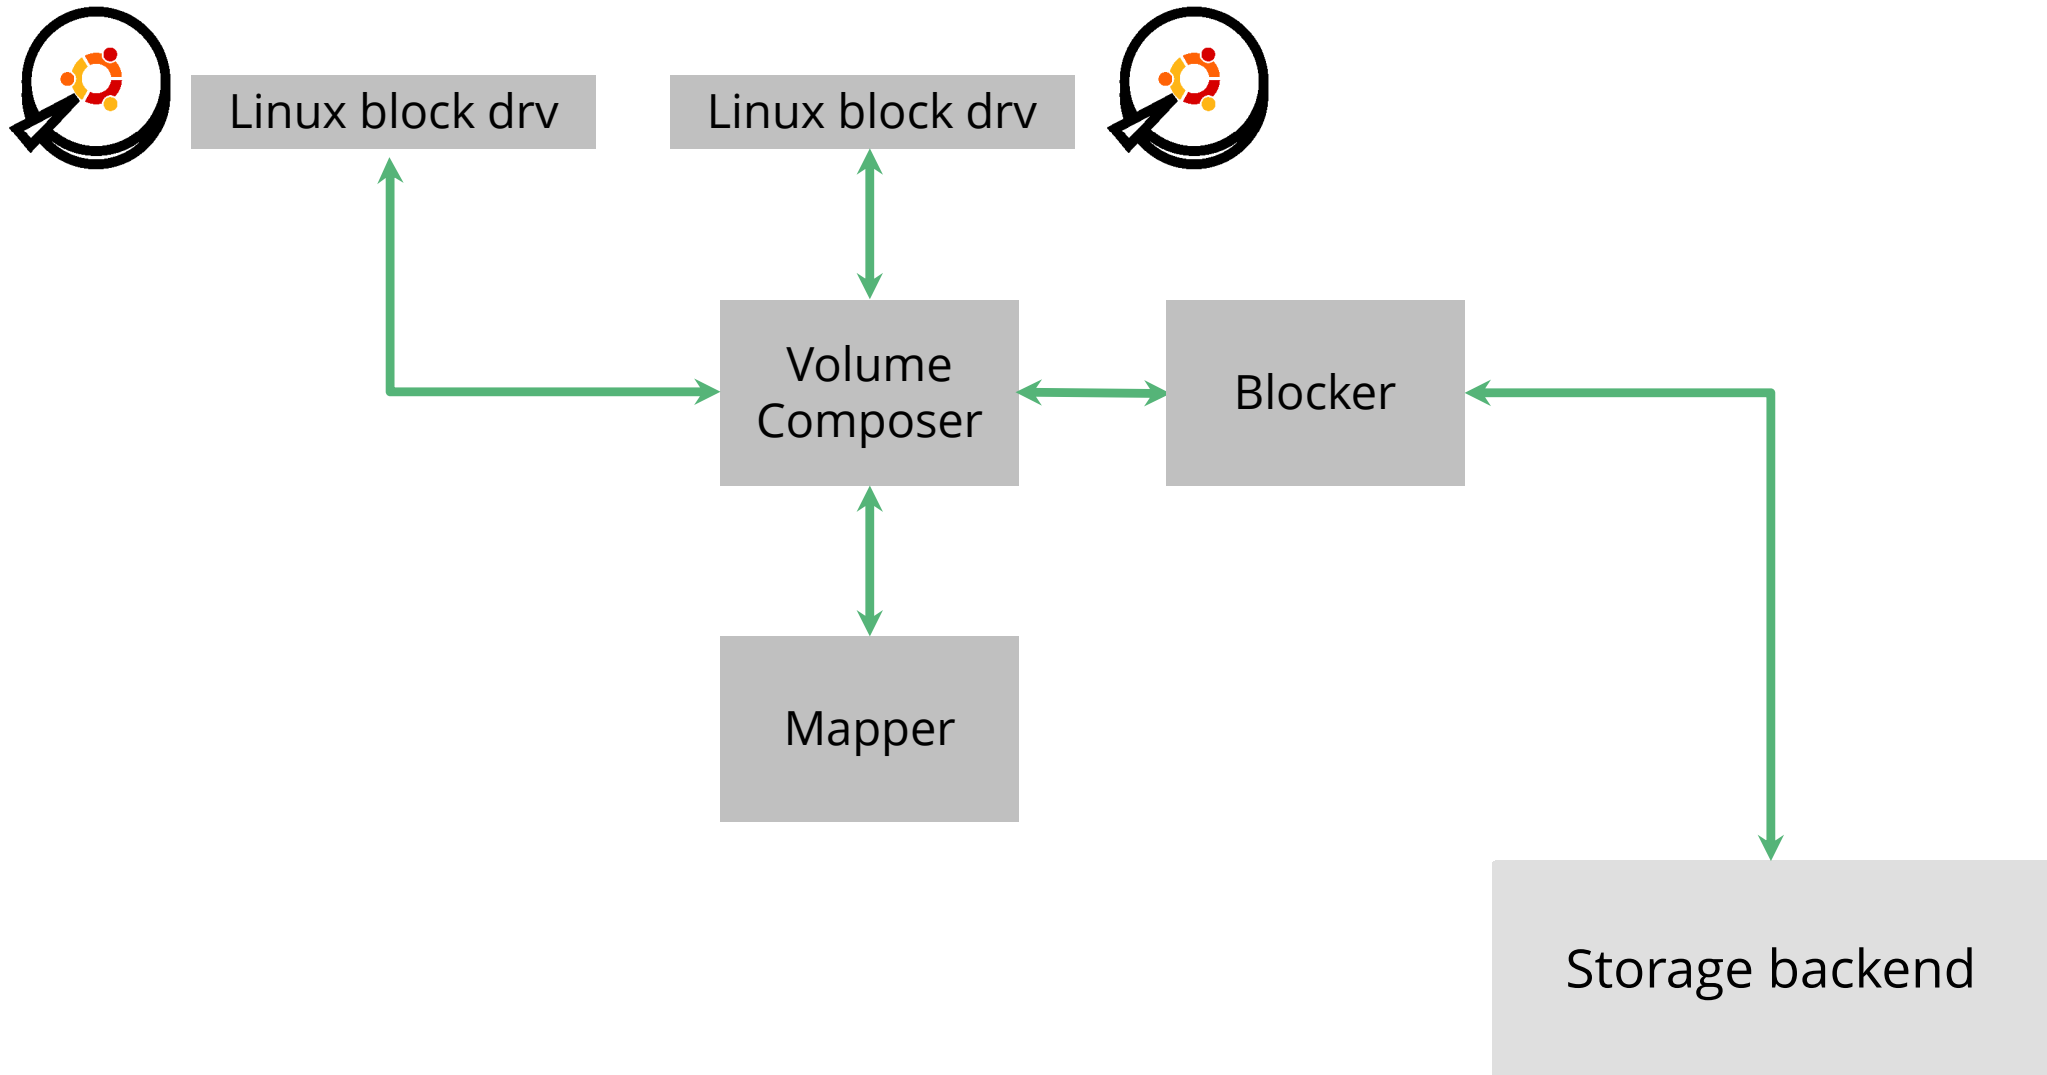 Linux block drv
Linux block drv
Volume
Composer
Blocker
Mapper
Storage backend